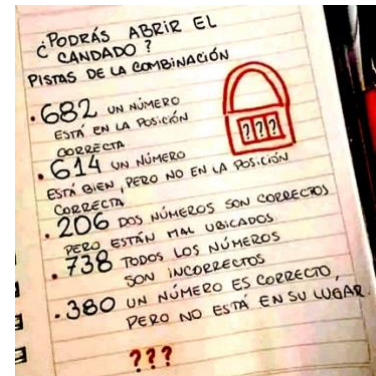 ¿PODRÁS ABRIR EL
CANDADO?
PISTAS DE LA COMBINACIÓN
.682 UN NÚMERO
ESTÁ EN LA POSICIÓN
CORRECTA
???
.614 UN NÚMERO
ESTÁ BIEN, PERO NO EN LA POSICIÓN
CORRECTA
.206 DOS NÚMEROS SON CORRECTOS
PERO ESTÁN MAL UBICADOS
.738 TODOS LOS NÚMEROS
SON INCORRECTOS
.380 UN NÚMERO ES CORRECTO,
PERO NO ESTÁ EN SU LUGAR.
???